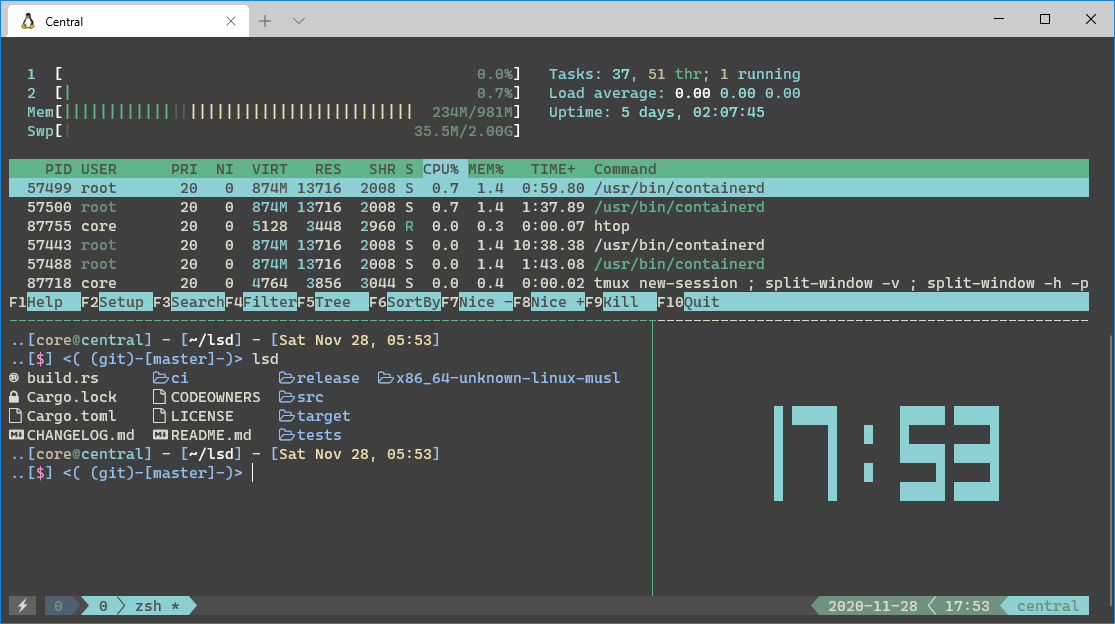 Central
1 [ 0.0%] Tasks: 37, 51 thr; 1 running
2 [| 0.7%] Load average: 0.00 0.00 0.00
Mem[||||||||||||||||||||||||||||||||||||||| 234M/981M] Uptime: 5 days, 02:07:45
Swp[| 35.5M/2.00G]
PID USER PRI NI VIRT RES SHR S CPU% MEM% TIME+ Command
57499 root 20 0 874M 13716 2008 S 0.7 1.4 0:59.80 /usr/bin/containerd
57500 root 20 0 874M 13716 2008 S 0.7 1.4 1:37.89 /usr/bin/containerd
87755 core 20 0 5128 3448 2960 R 0.0 0.3 0:00.07 htop
57443 root 20 0 874M 13716 2008 S 0.0 1.4 10:38.38 /usr/bin/containerd
57488 root 20 0 874M 13716 2008 S 0.0 1.4 1:43.08 /usr/bin/containerd
87718 core 20 0 4764 3856 3044 S 0.0 0.4 0:00.02 tmux new-session ; split-window -v ; split-window -h -p
F1Help F2Setup F3SearchF4FilterF5Tree F6SortByF7Nice -F8Nice +F9Kill F10Quit
..[core@central] - [~/lsd] - [Sat Nov 28, 05:53]
..[$] <( (git)-[master]-)> lsd
build.rs ci release x86_64-unknown-linux-musl
Cargo.lock CODEOWNERS src
Cargo.toml LICENSE target
CHANGELOG.md README.md tests
..[core@central] - [~/lsd] - [Sat Nov 28, 05:53]
..[$] <( (git)-[master]-)>
17:53
0 0 zsh * 2020-11-28 17:53 central